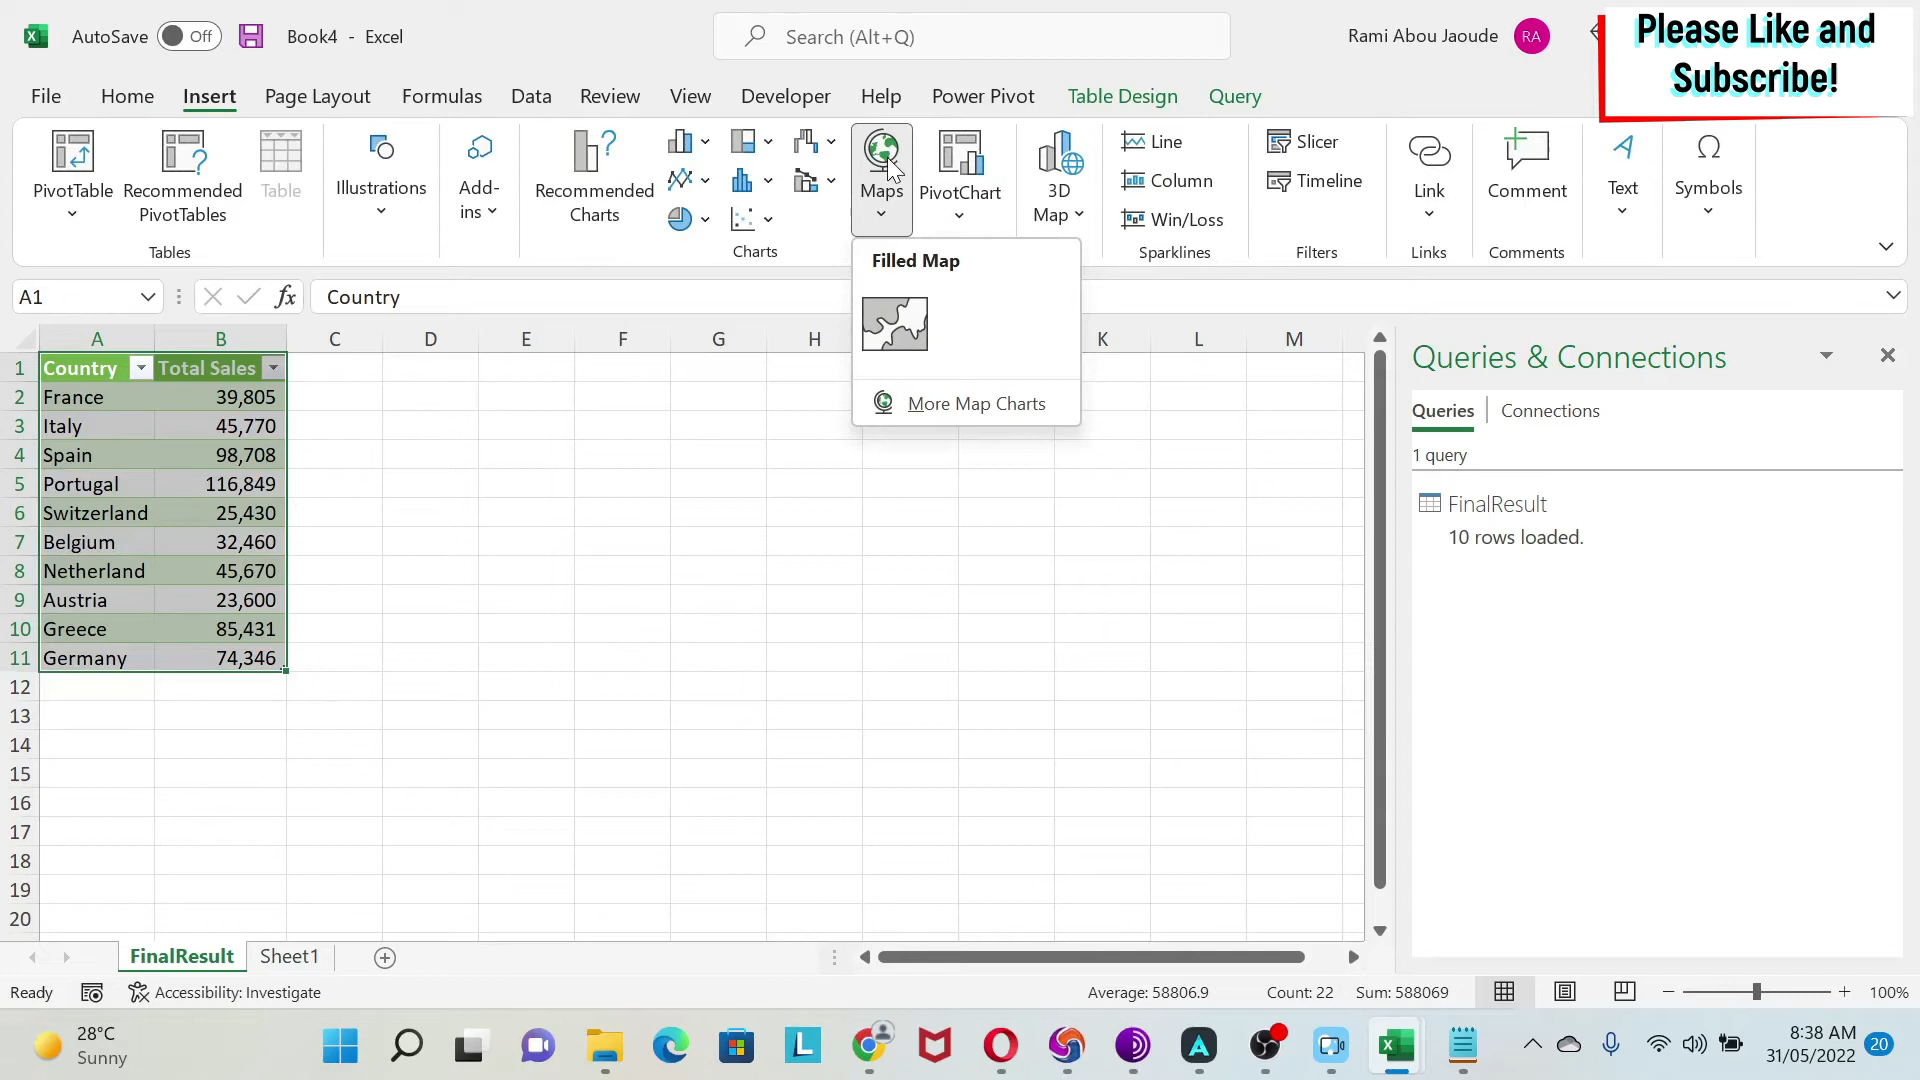 AutoSave Off Book4 - Excel Search (Alt+Q) Rami Abou Jaoude RA
Please Like and
Subscribe!
File Home Insert Page Layout Formulas Data Review View Developer Help Power Pivot Table Design Query
PivotTable
Recommended
PivotTables
Table
Tables
Illustrations
Add-
ins
Recommended
Charts
Charts
Maps
PivotChart
3D
Map
Line
Column
Win/Loss
Sparklines
Slicer
Timeline
Filters
Link
Links
Comment
Comments
Text
Symbols
Filled Map
More Map Charts
A1 fx Country
A B C D E F G H K L M
1 Country Total Sales
2 France 39,805
3 Italy 45,770
4 Spain 98,708
5 Portugal 116,849
6 Switzerland 25,430
7 Belgium 32,460
8 Netherland 45,670
9 Austria 23,600
10 Greece 85,431
11 Germany 74,346
12
13
14
15
16
17
18
19
20
Queries & Connections
Queries Connections
1 query
FinalResult
10 rows loaded.
FinalResult Sheet1
Ready Accessibility: Investigate Average: 58806.9 Count: 22 Sum: 588069 100%
28°C
Sunny
8:38 AM
31/05/2022
20